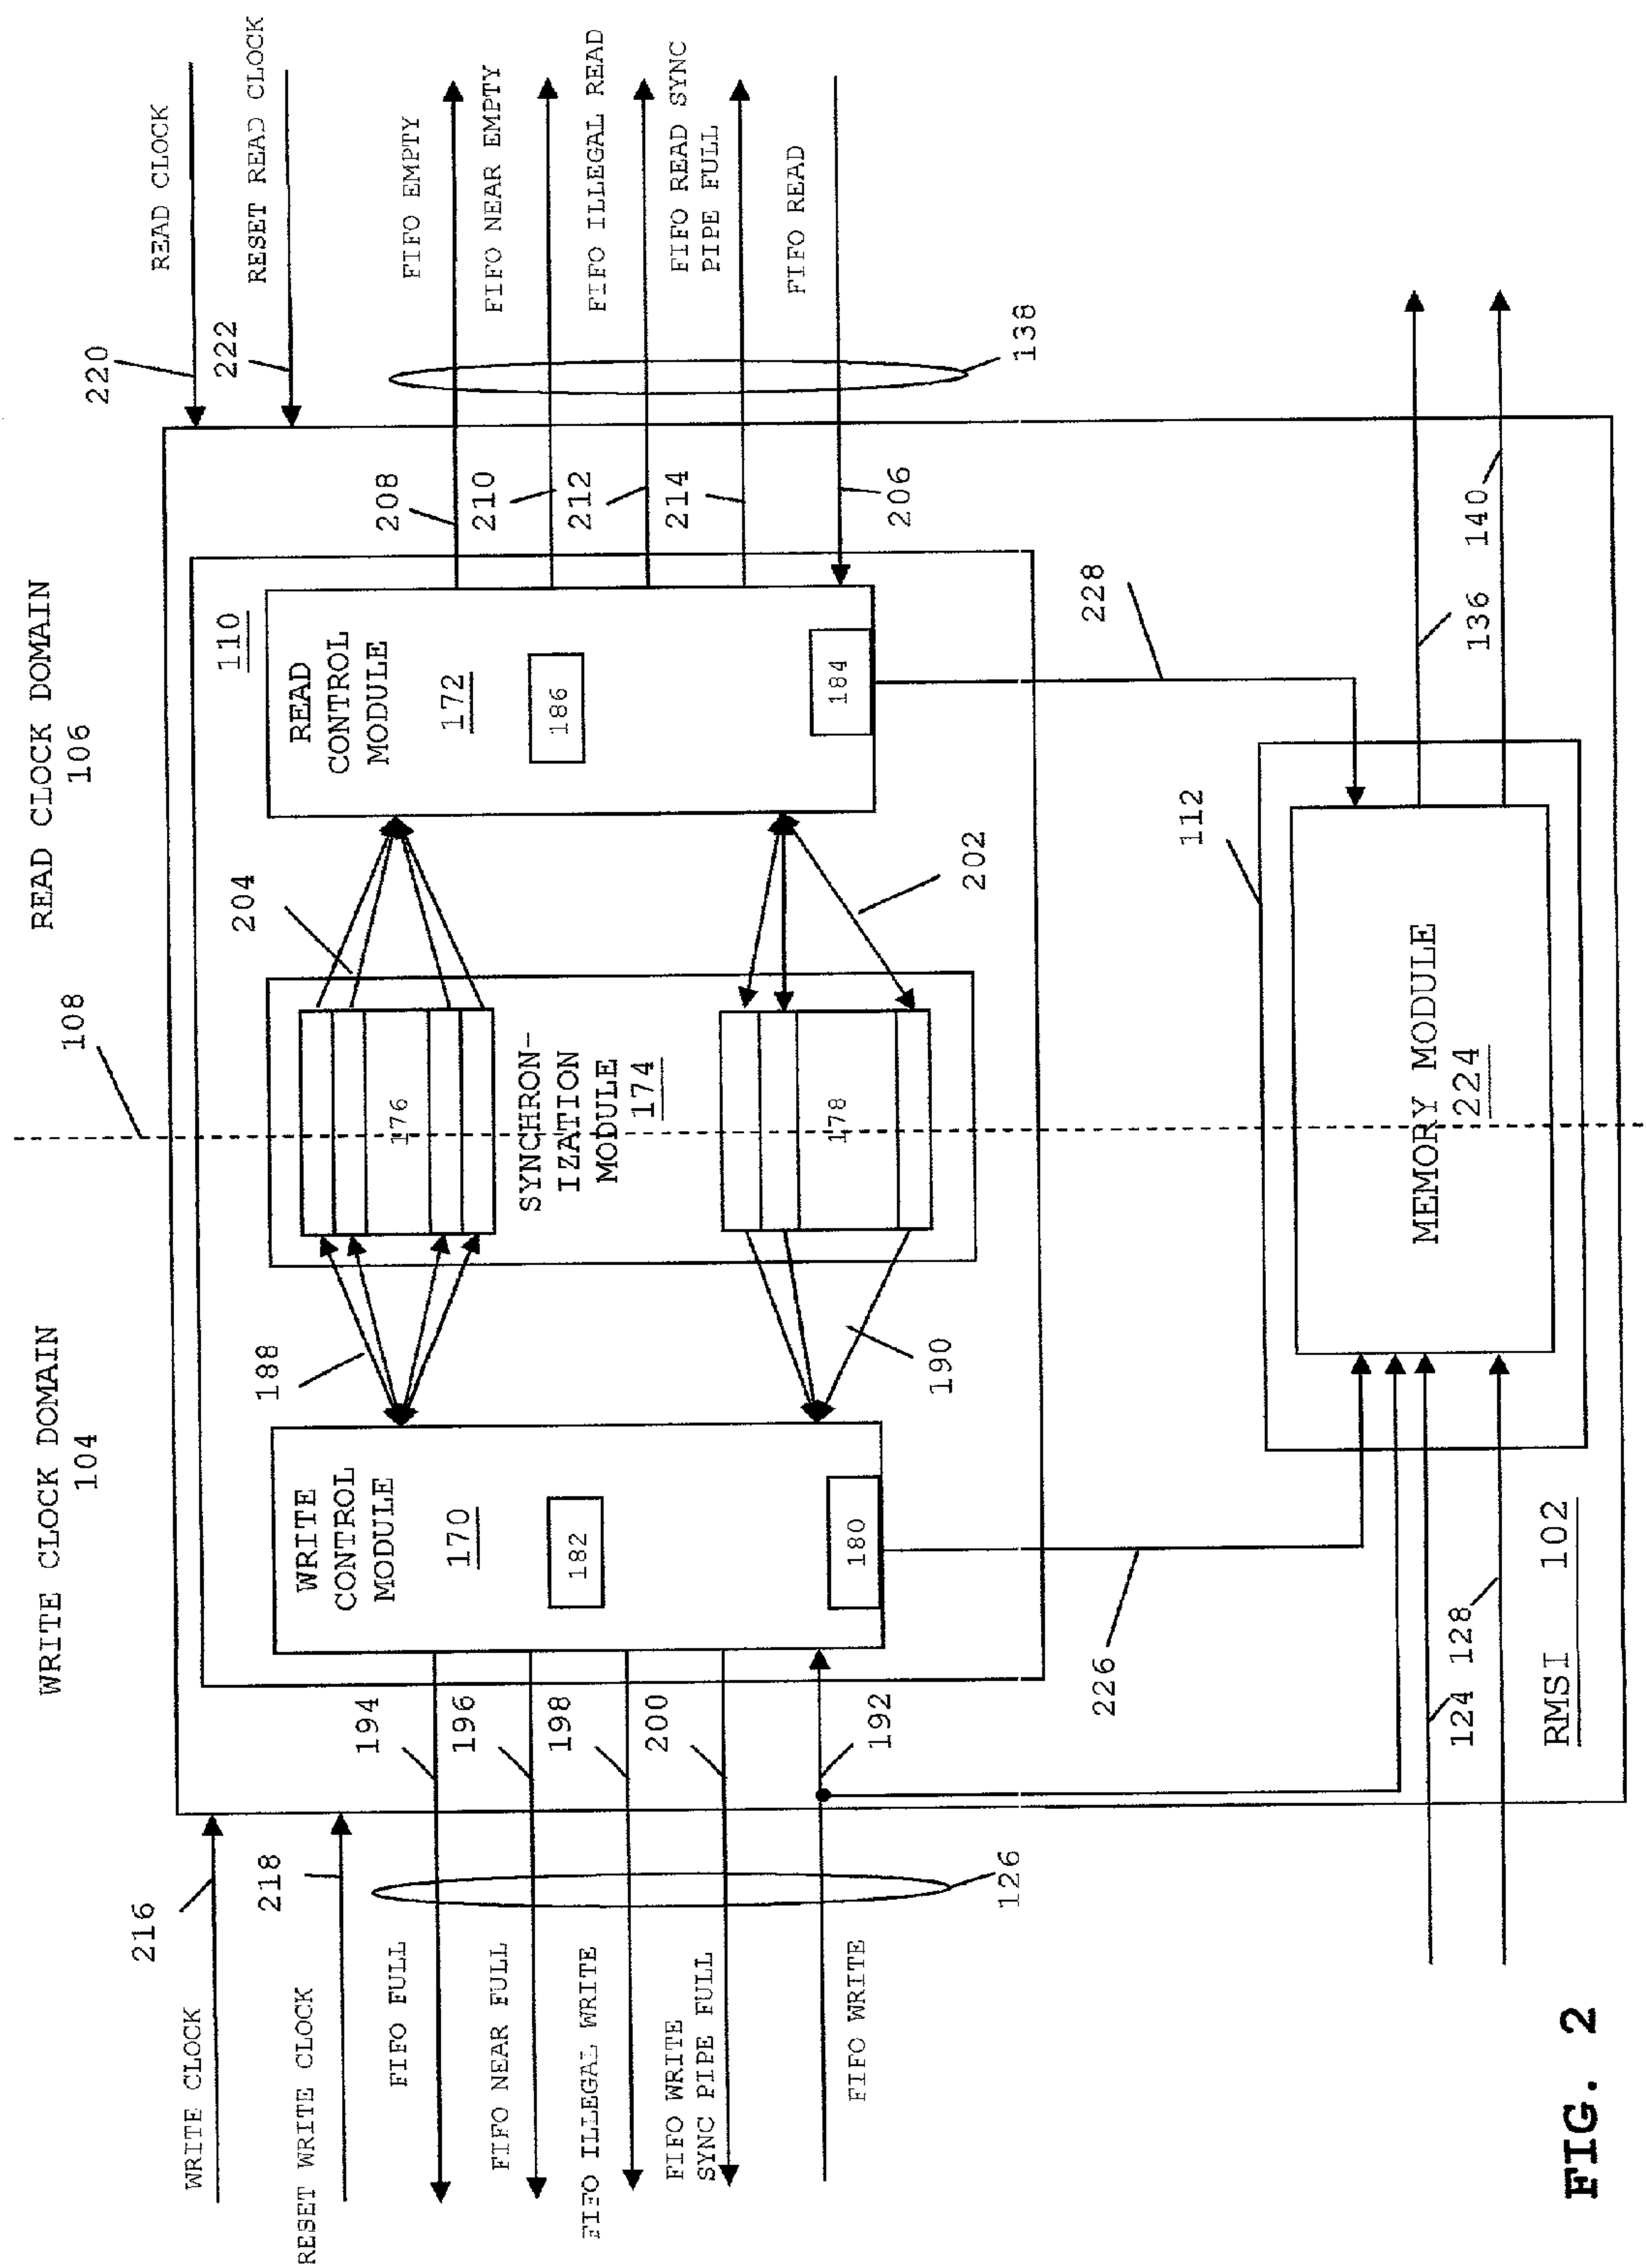 WRITE CLOCK DOMAIN
104
108
READ CLOCK DOMAIN
106
216
WRITE CLOCK
218
RESET WRITE CLOCK
220
READ CLOCK
222
RESET READ CLOCK
FIFO FULL
194
FIFO NEAR FULL
196
FIFO ILLEGAL WRITE
198
FIFO WRITE
SYNC PIPE FULL
200
FIFO WRITE
192
126
WRITE
CONTROL
MODULE
170
182
180
188
190
176
SYNCHRON-
IZATION
MODULE
174
178
204
202
110
READ
CONTROL
MODULE
172
186
184
208
FIFO EMPTY
210
FIFO NEAR EMPTY
212
FIFO ILLEGAL READ
214
FIFO READ SYNC
PIPE FULL
206
FIFO READ
138
226
228
112
MEMORY MODULE
224
124
128
136
140
RMSI 102
FIG. 2